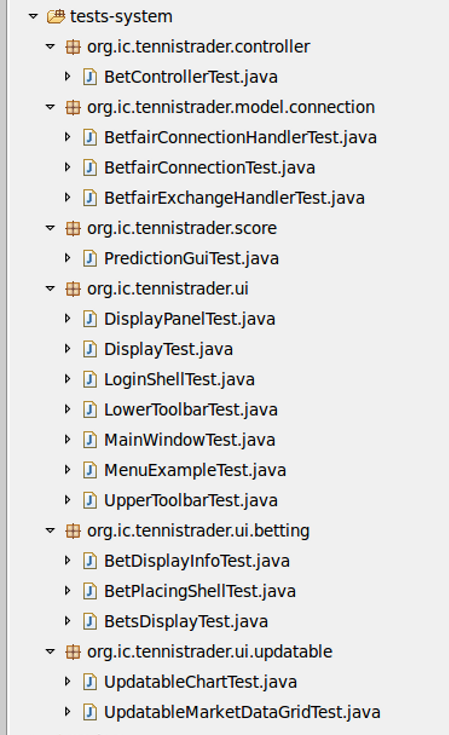 tests-system
org.ic.tennistrader.controller
BetControllerTest.java
org.ic.tennistrader.model.connection
BetfairConnectionHandlerTest.java
BetfairConnectionTest.java
BetfairExchangeHandlerTest.java
org.ic.tennistrader.score
PredictionGuiTest.java
org.ic.tennistrader.ui
DisplayPanelTest.java
DisplayTest.java
LoginShellTest.java
LowerToolbarTest.java
MainWindowTest.java
MenuExampleTest.java
UpperToolbarTest.java
org.ic.tennistrader.ui.betting
BetDisplayInfoTest.java
BetPlacingShellTest.java
BetsDisplayTest.java
org.ic.tennistrader.ui.updatable
UpdatableChartTest.java
UpdatableMarketDataGridTest.java